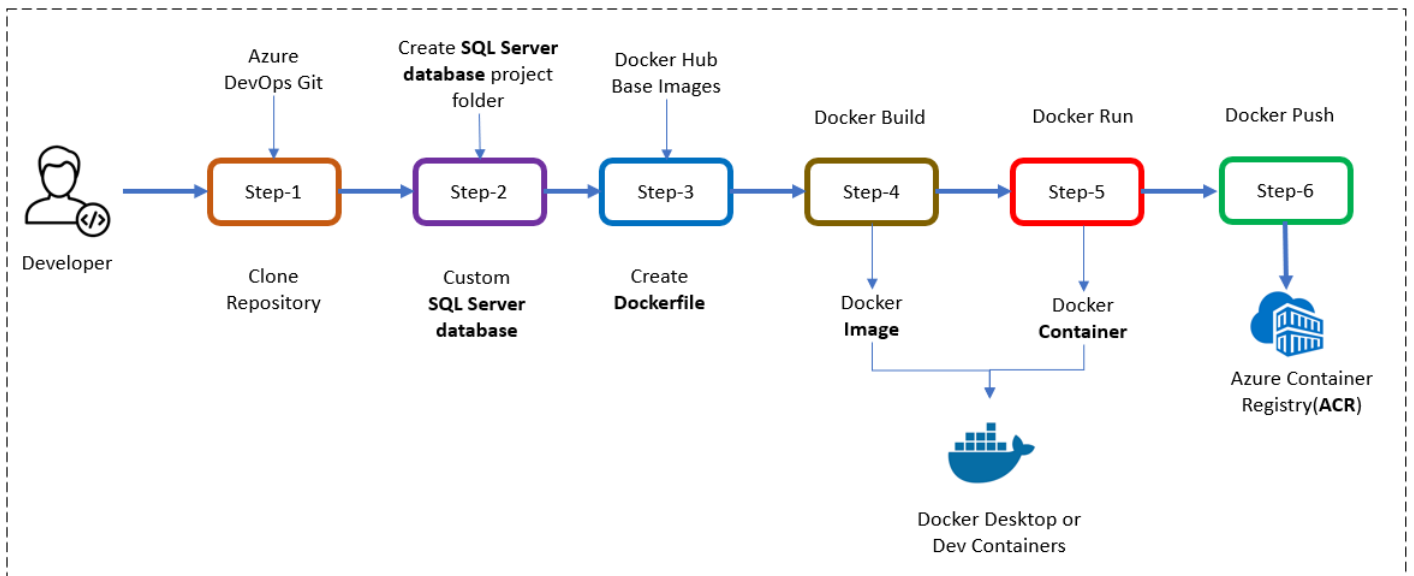 Azure
DevOps Git
Create SQL Server
database project
folder
Docker Hub
Base Images
Docker Build
Docker Run
Docker Push
Step-1
Step-2
Step-3
Step-4
Step-5
Step-6
</>
Developer
Clone
Repository
Custom
SQL Server
database
Create
Dockerfile
Docker
Image
Docker
Container
Azure Container
Registry(ACR)
Docker Desktop or
Dev Containers